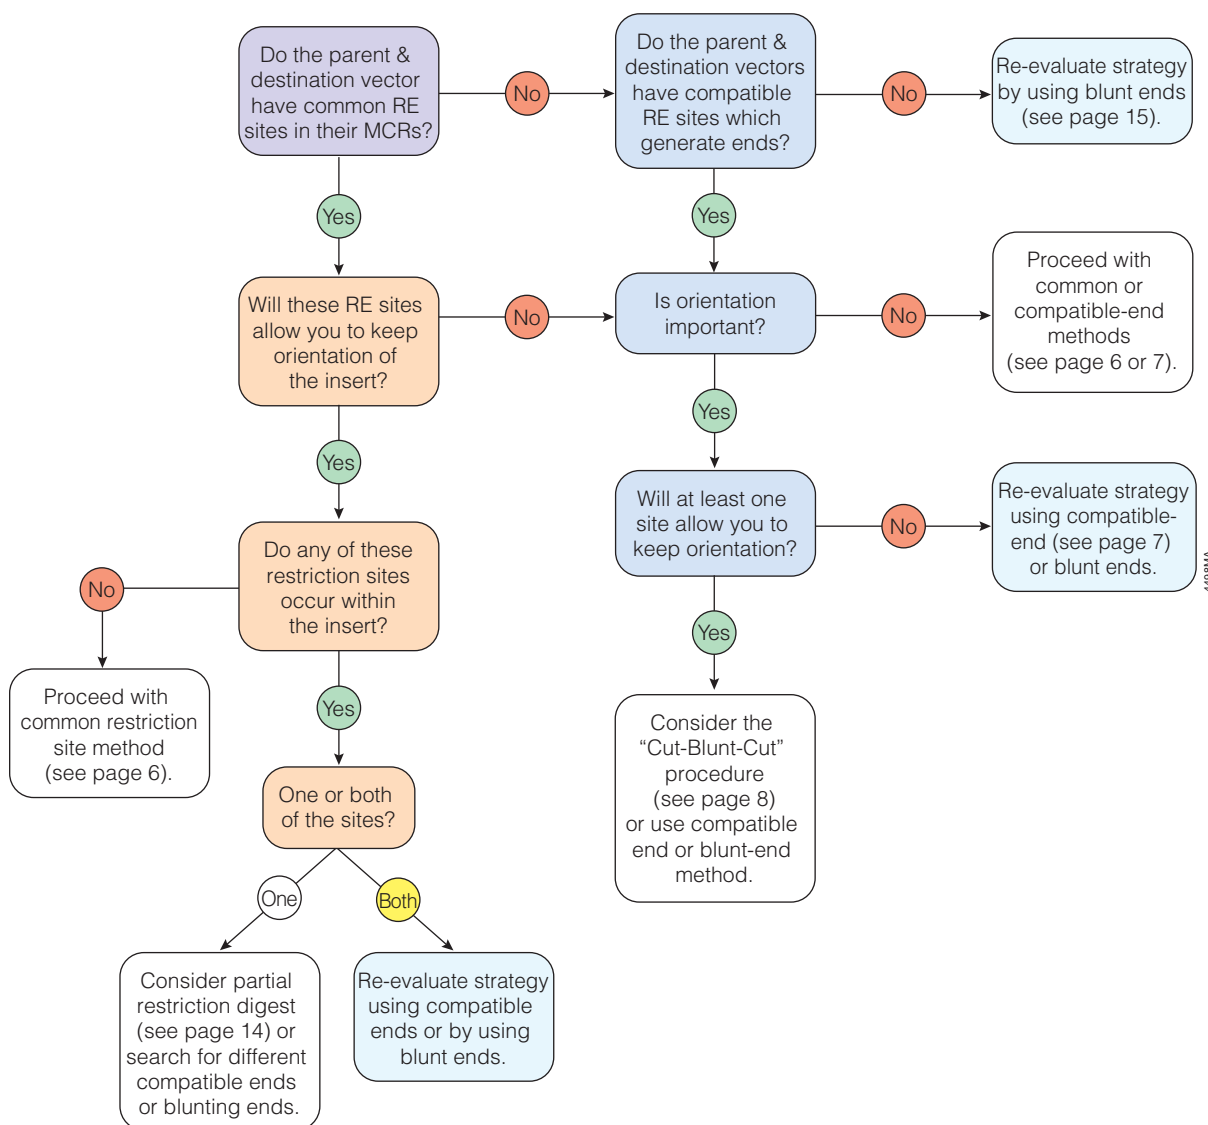 Do the parent &
destination vector
have common RE
sites in their MCRs?
No
Do the parent &
destination vectors
have compatible
RE sites which
generate ends?
No
Re-evaluate strategy
by using blunt ends
(see page 15).
Yes
Yes
Will these RE sites
allow you to keep
orientation of
the insert?
No
Is orientation
important?
No
Proceed with
common or
compatible-end
methods
(see page 6 or 7).
Yes
Yes
Do any of these
restriction sites
occur within
the insert?
Will at least one
site allow you to
keep orientation?
No
Re-evaluate strategy
using compatible-
end (see page 7)
or blunt ends.
4498MA
No
Yes
Yes
Proceed with
common restriction
site method
(see page 6).
One or both
of the sites?
Consider the
“Cut-Blunt-Cut”
procedure
(see page 8)
or use compatible
end or blunt-end
method.
One
Both
Consider partial
restriction digest
(see page 14) or
search for different
compatible ends
or blunting ends.
Re-evaluate strategy
using compatible
ends or by using
blunt ends.